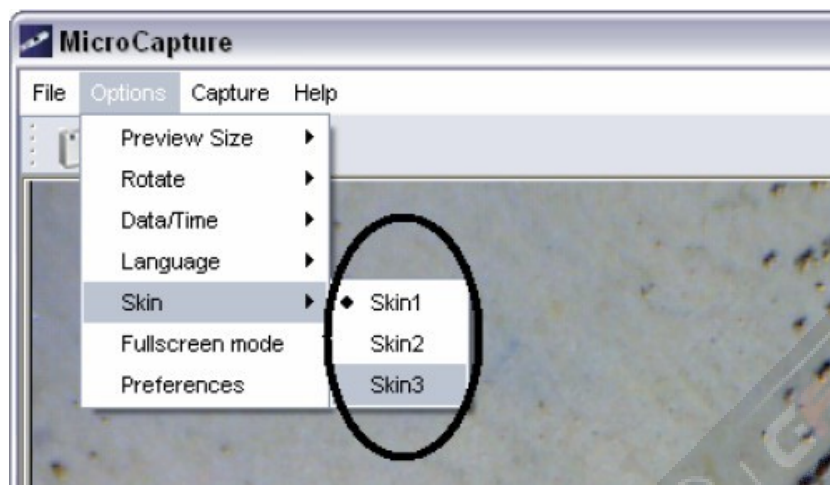 MicroCapture
File Options Capture Help
Preview Size
Rotate
Data/Time
Language
Skin
Skin1
Fullscreen mode
Skin2
Preferences
Skin3